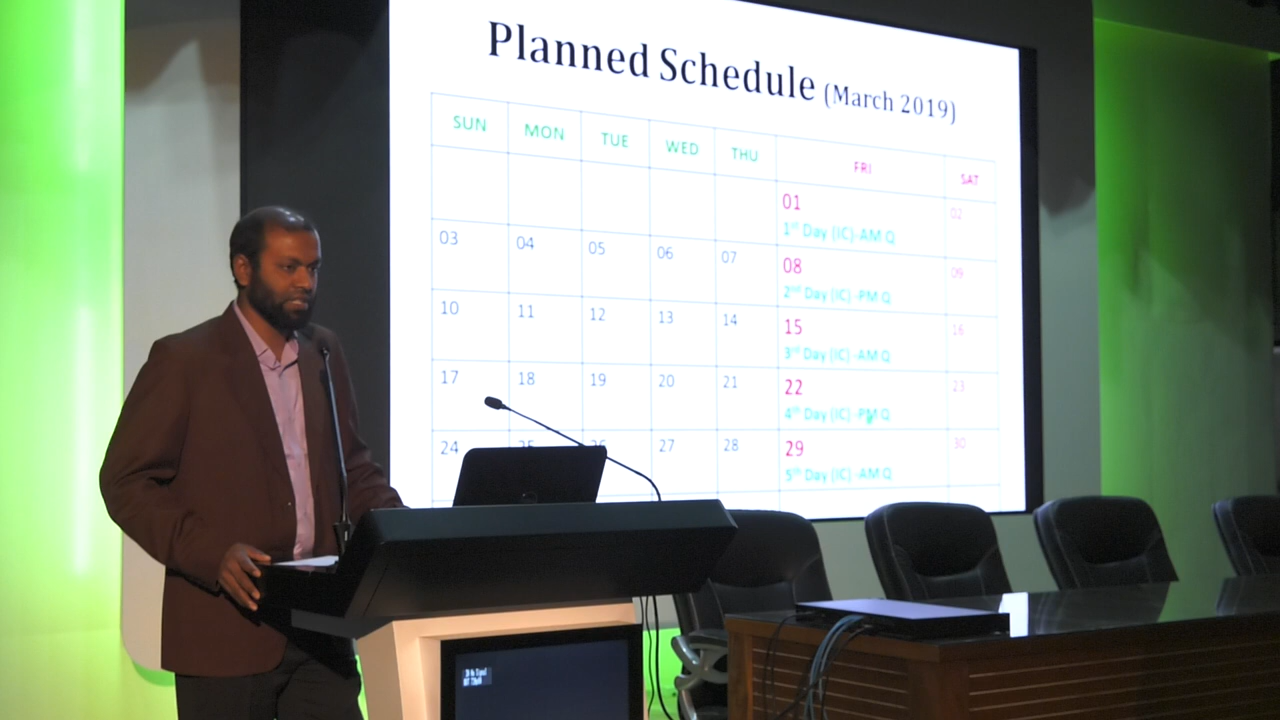 Planned Schedule (March 2019)
SUN MON TUE WED THU FRI SAT
01 02
1st Day (IC)-AM Q
03 04 05 06 07 08 09
2nd Day (IC) -PM Q
10 11 12 13 14 15 16
3rd Day (IC) -AM Q
17 18 19 20 21 22 23
4th Day (IC) -PM Q
24 25 26 27 28 29 30
5th Day (IC) -AM Q